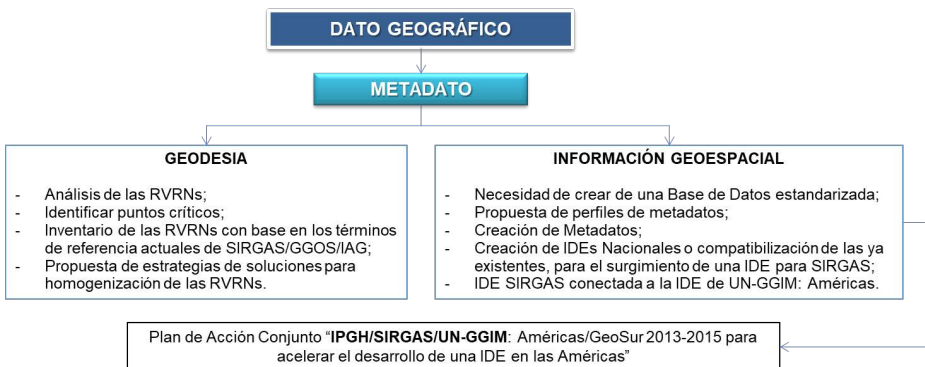 DATO GEOGRÁFICO
METADATO
GEODESIA
- Análisis de las RVRNs;
- Identificar puntos críticos;
- Inventario de las RVRNs con base en los términos
de referencia actuales de SIRGAS/GGOS/IAG;
- Propuesta de estrategias de soluciones para
homogenización de las RVRNs.
INFORMACIÓN GEOESPACIAL
- Necesidad de crear de una Base de Datos estandarizada;
- Propuesta de perfiles de metadatos;
- Creación de Metadatos;
- Creación de IDEs Nacionales o compatibilización de las ya
existentes, para el surgimiento de una IDE para SIRGAS;
- IDE SIRGAS conectada a la IDE de UN-GGIM: Américas.
Plan de Acción Conjunto “IPGH/SIRGAS/UN-GGIM: Américas/GeoSur 2013-2015 para
acelerar el desarrollo de una IDE en las Américas”